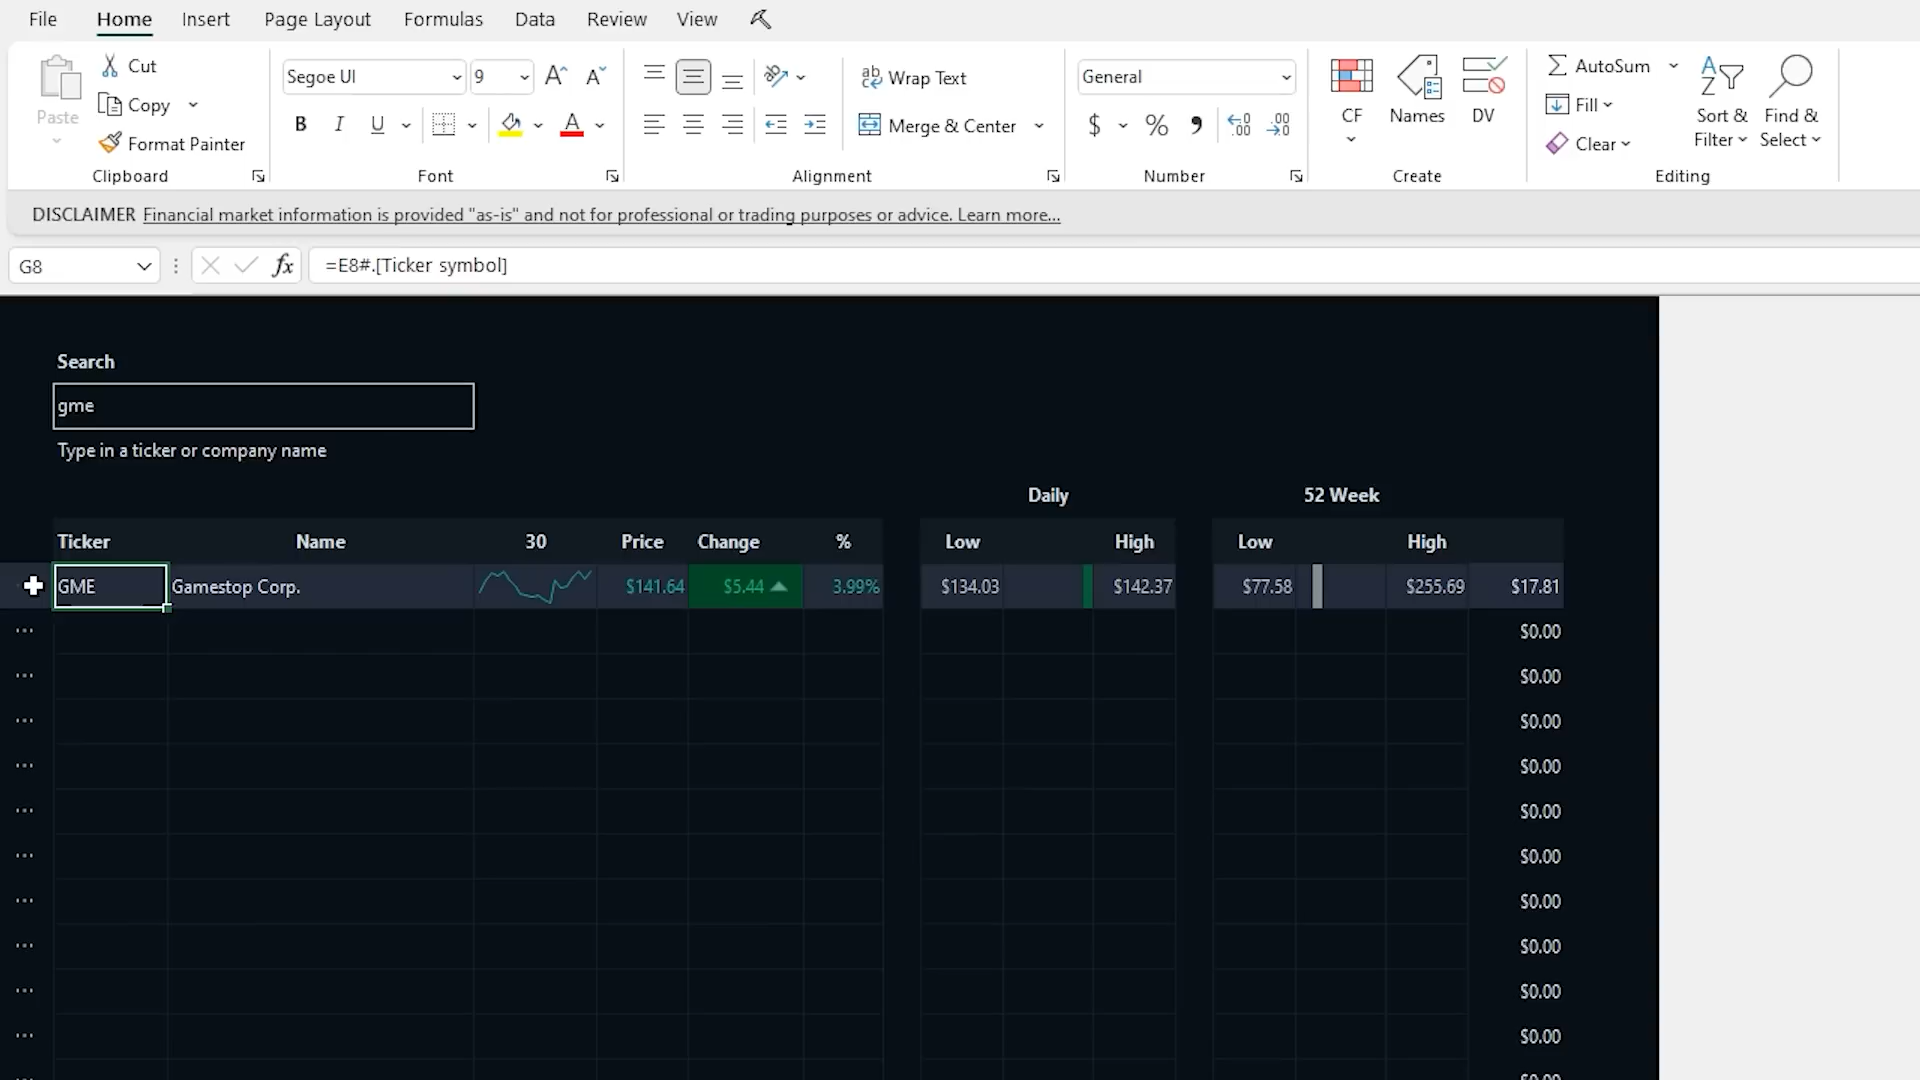 File Home Insert Page Layout Formulas Data Review View
Paste
Cut
Copy
Format Painter
Clipboard
Segoe UI 9 A A
B I U A
Font
ab Wrap Text
Merge & Center
Alignment
General
$ % 9 .00 .00
Number
CF Names DV
Create
AutoSum
Fill
Clear
Sort & Filter
Find & Select
Editing
DISCLAIMER Financial market information is provided "as-is" and not for professional or trading purposes or advice. Learn more...
G8 fx =E8#.[Ticker symbol]
Search
gme
Type in a ticker or company name
Daily 52 Week
Ticker Name 30 Price Change % Low High Low High
GME Gamestop Corp. $141.64 $5.44 3.99% $134.03 $142.37 $77.58 $255.69 $17.81
... $0.00
... $0.00
... $0.00
... $0.00
... $0.00
... $0.00
... $0.00
... $0.00
... $0.00
... $0.00